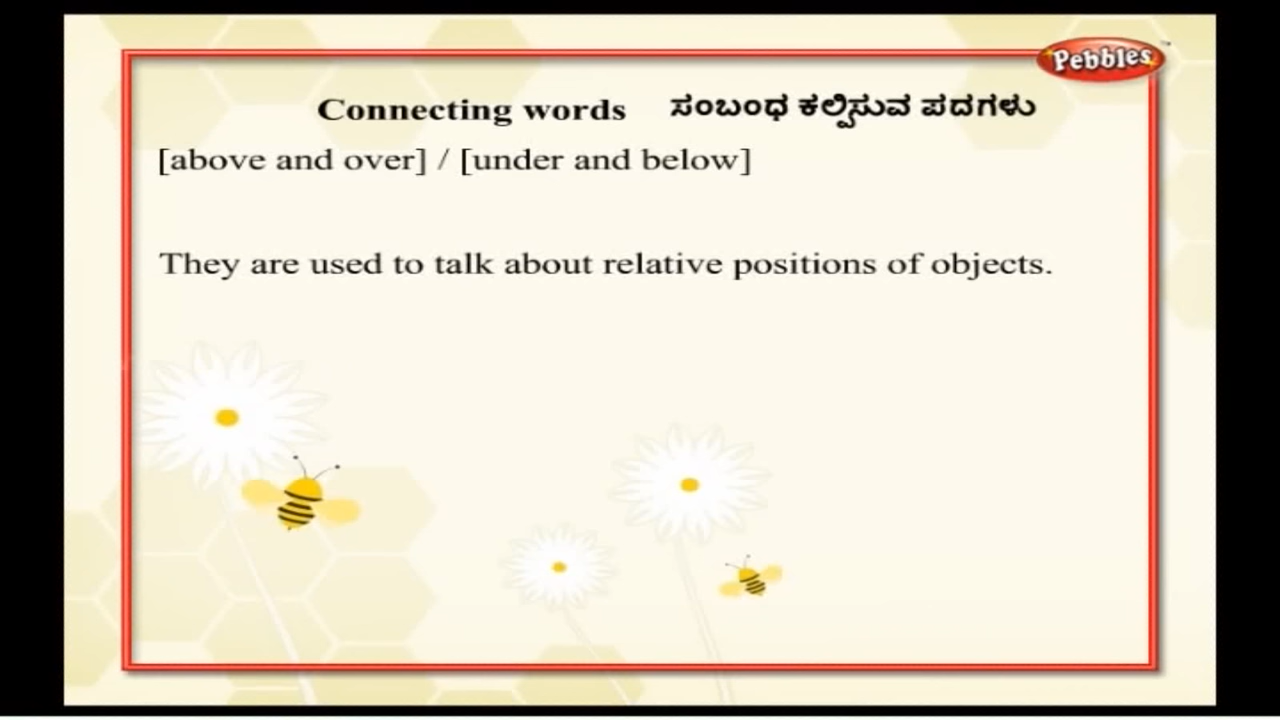 Pebbles™
Connecting words ಸಂಬಂಧ ಕಲ್ಪಿಸುವ ಪದಗಳು
[above and over] / [under and below]
They are used to talk about relative positions of objects.